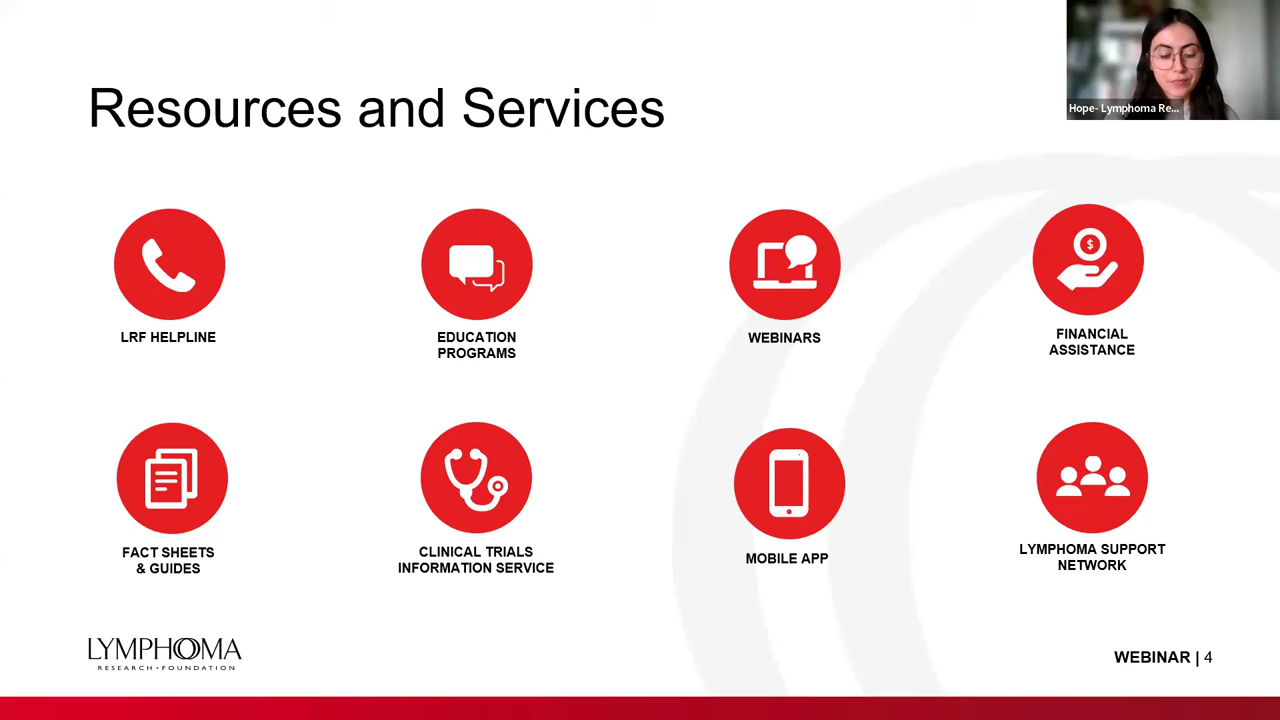 Hope- Lymphoma Re...
Resources and Services
$
LRF HELPLINE
EDUCATION
PROGRAMS
WEBINARS
FINANCIAL
ASSISTANCE
FACT SHEETS
& GUIDES
CLINICAL TRIALS
INFORMATION SERVICE
MOBILE APP
LYMPHOMA SUPPORT
NETWORK
LYMPHOMA
RESEARCH • FOUNDATION
WEBINAR | 4